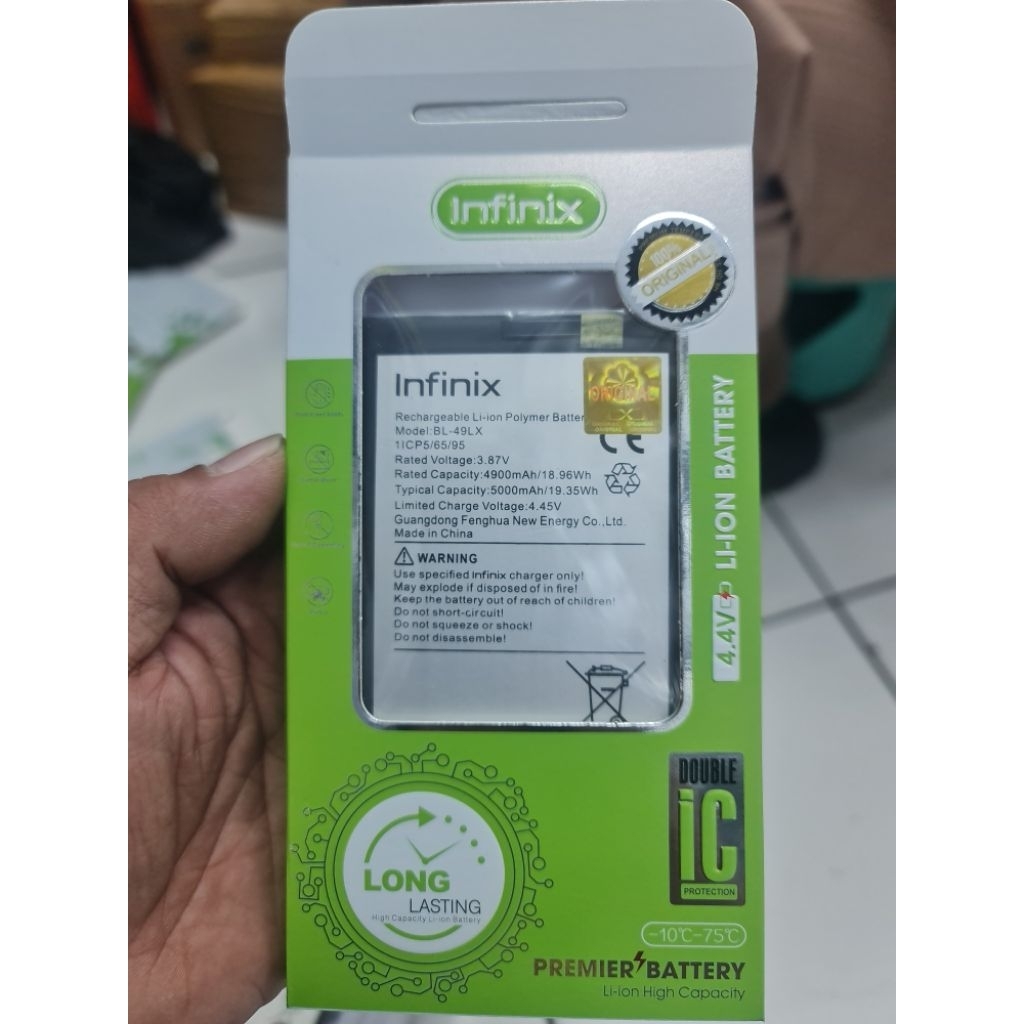 Infinix
100%
ORIGINAL
Infinix
ORIGINAL
Rechargeable Li-ion Polymer Batter
Model:BL-49LX
1ICP5/65/95
Rated Voltage:3.87V
Rated Capacity:4900mAh/18.96Wh
Typical Capacity:5000mAh/19.35Wh
Limited Charge Voltage:4.45V
Guangdong Fenghua New Energy Co.,Ltd.
Made in China
CE
WARNING
Use specified Infinix charger only!
May explode if disposed of in fire!
Keep the battery out of reach of children!
Do not short-circuit!
Do not squeeze or shock!
Do not disassemble!
4.4V LI-ION BATTERY
DOUBLE
iC
PROTECTION
LONG
LASTING
High Capacity Li-ion Battery
-10℃-75℃
PREMIER BATTERY
Li-ion High Capacity